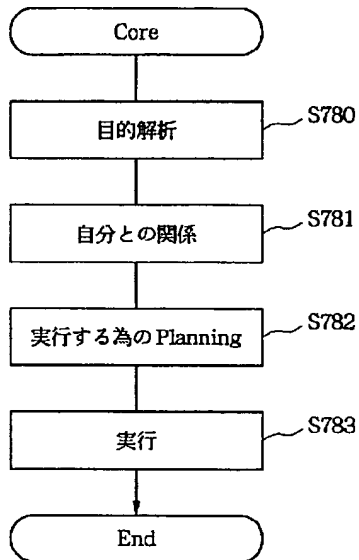 Core
目的解析
S780
自分との関係
S781
実行する為のPlanning
S782
実行
S783
End